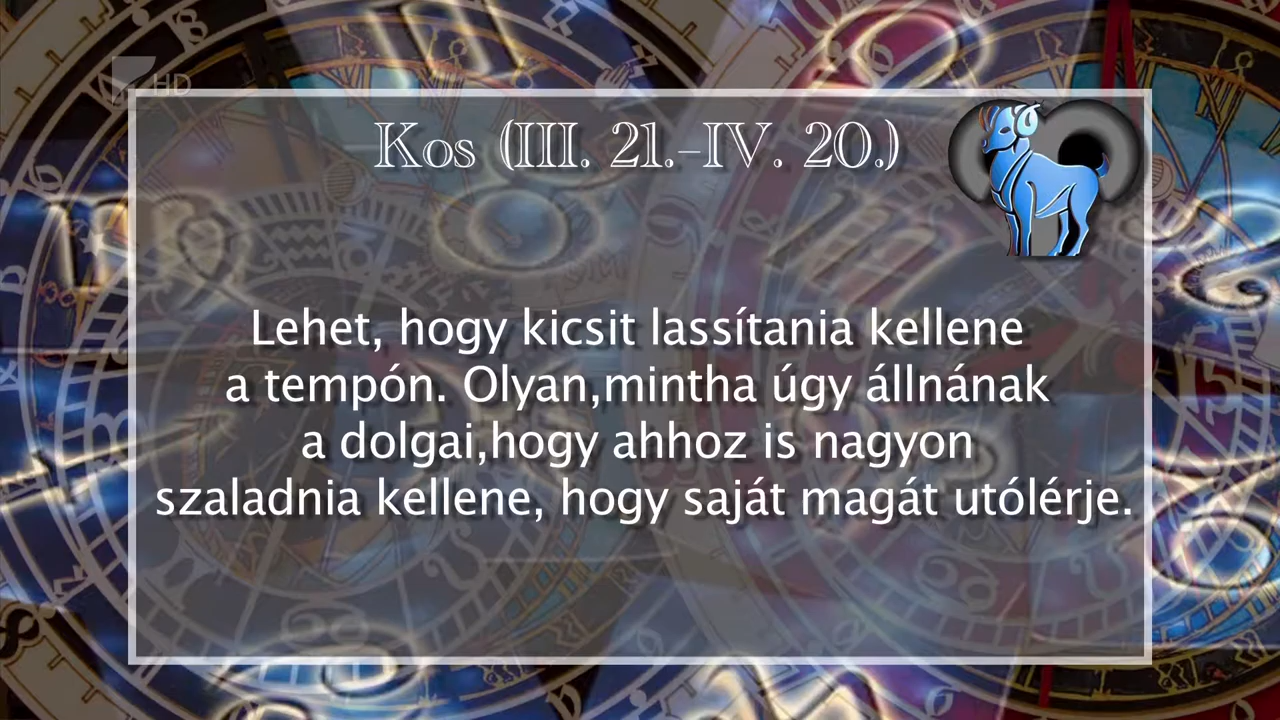 HD
Kos (III. 21.–IV. 20.)
Lehet, hogy kicsit lassítania kellene
a tempón. Olyan,mintha úgy állnának
a dolgai,hogy ahhoz is nagyon
szaladnia kellene, hogy saját magát utólérje.